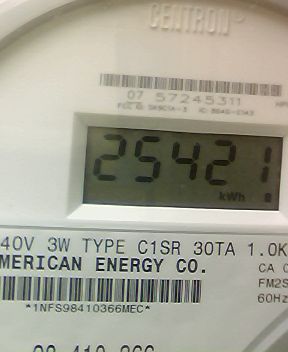 CENTRON
07 57245311
25421
kWh
40V 3W TYPE C1SR 30TA 1.0K
MERICAN ENERGY CO.
CA
FM2S
60Hz
*1NFS98410366MEC*